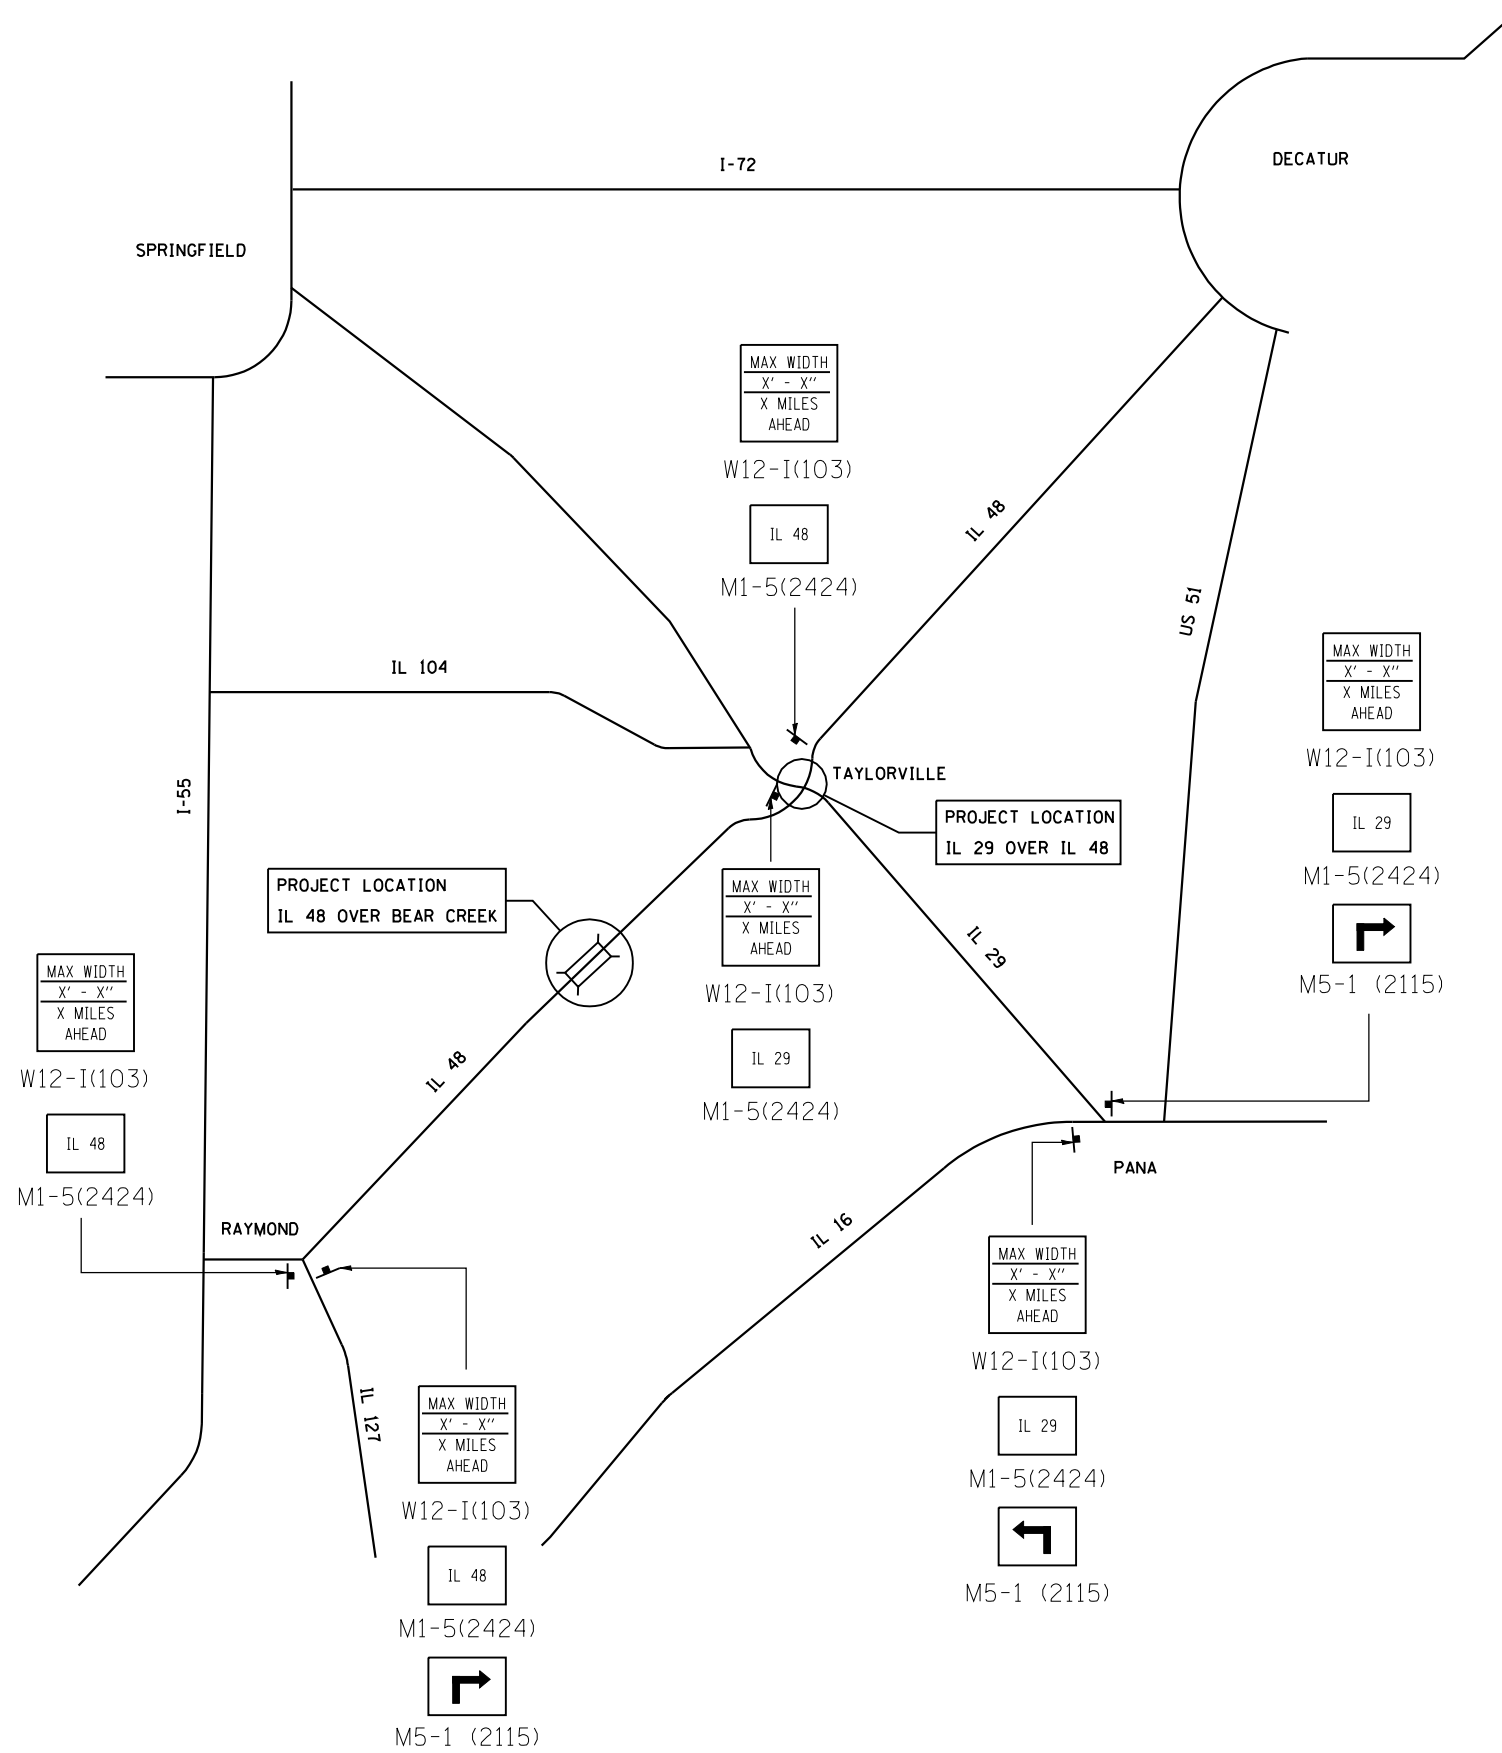 I-72
DECATUR
SPRINGFIELD
MAX WIDTH
X' - X"
X MILES
AHEAD
W12-I(103)
IL 48
M1-5(2424)
IL 48
US 51
IL 104
I-55
TAYLORVILLE
PROJECT LOCATION
IL 29 OVER IL 48
MAX WIDTH
X' - X"
X MILES
AHEAD
W12-I(103)
IL 29
M1-5(2424)
M5-1 (2115)
PROJECT LOCATION
IL 48 OVER BEAR CREEK
MAX WIDTH
X' - X"
X MILES
AHEAD
W12-I(103)
IL 29
M1-5(2424)
IL 29
IL 48
MAX WIDTH
X' - X"
X MILES
AHEAD
W12-I(103)
IL 48
M1-5(2424)
RAYMOND
PANA
IL 16
IL 127
MAX WIDTH
X' - X"
X MILES
AHEAD
W12-I(103)
IL 29
M1-5(2424)
M5-1 (2115)
MAX WIDTH
X' - X"
X MILES
AHEAD
W12-I(103)
IL 48
M1-5(2424)
M5-1 (2115)